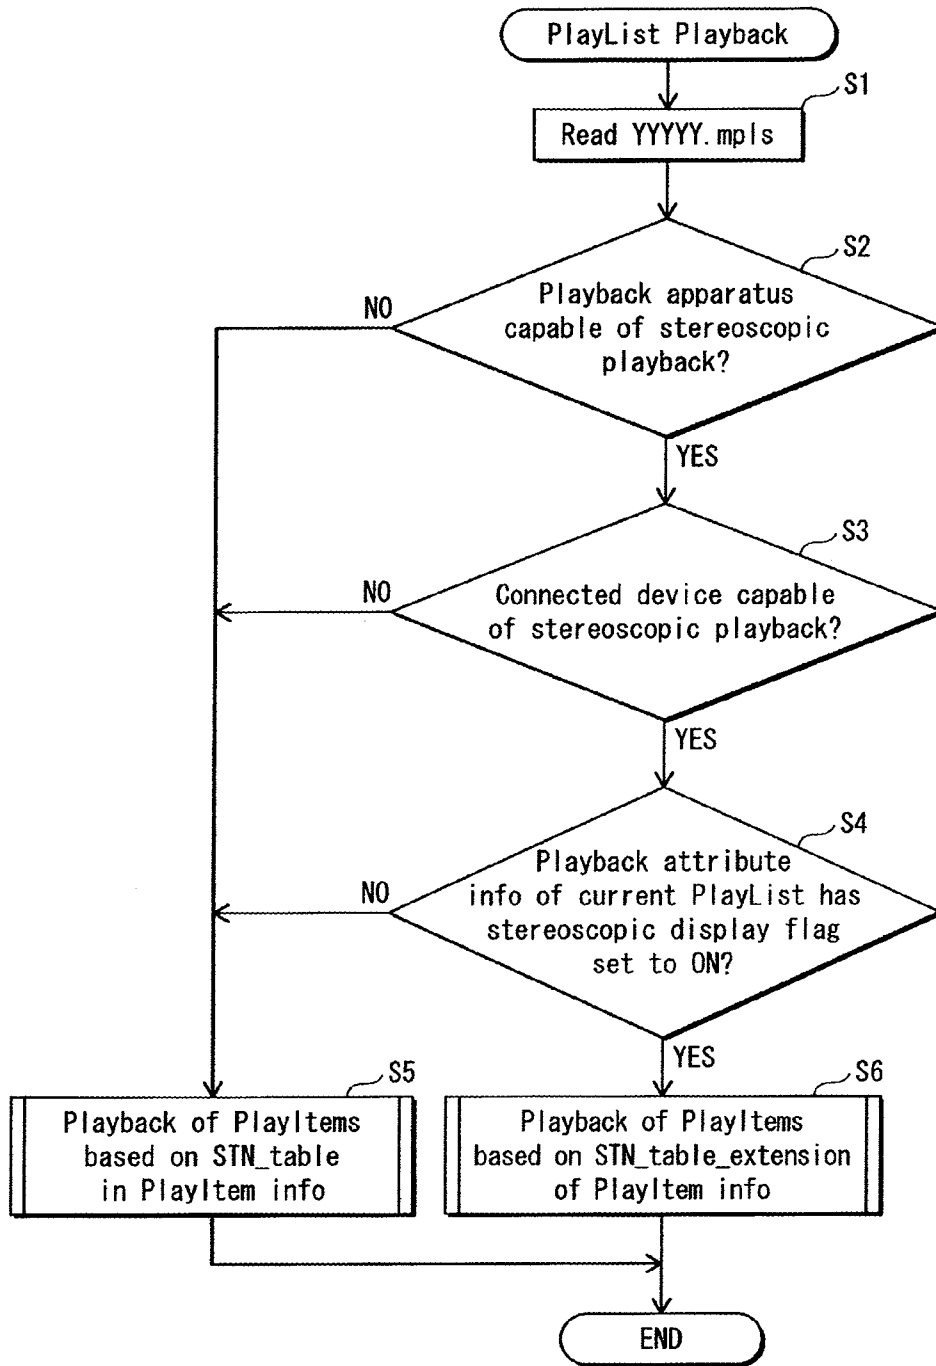 PlayList Playback
S1
Read YYYYY.mpls
S2
Playback apparatus
capable of stereoscopic
playback?
NO
YES
S3
Connected device capable
of stereoscopic playback?
NO
YES
S4
Playback attribute
info of current PlayList has
stereoscopic display flag
set to ON?
NO
YES
S5
Playback of PlayItems
based on STN_table
in PlayItem info
S6
Playback of PlayItems
based on STN_table_extension
of PlayItem info
END